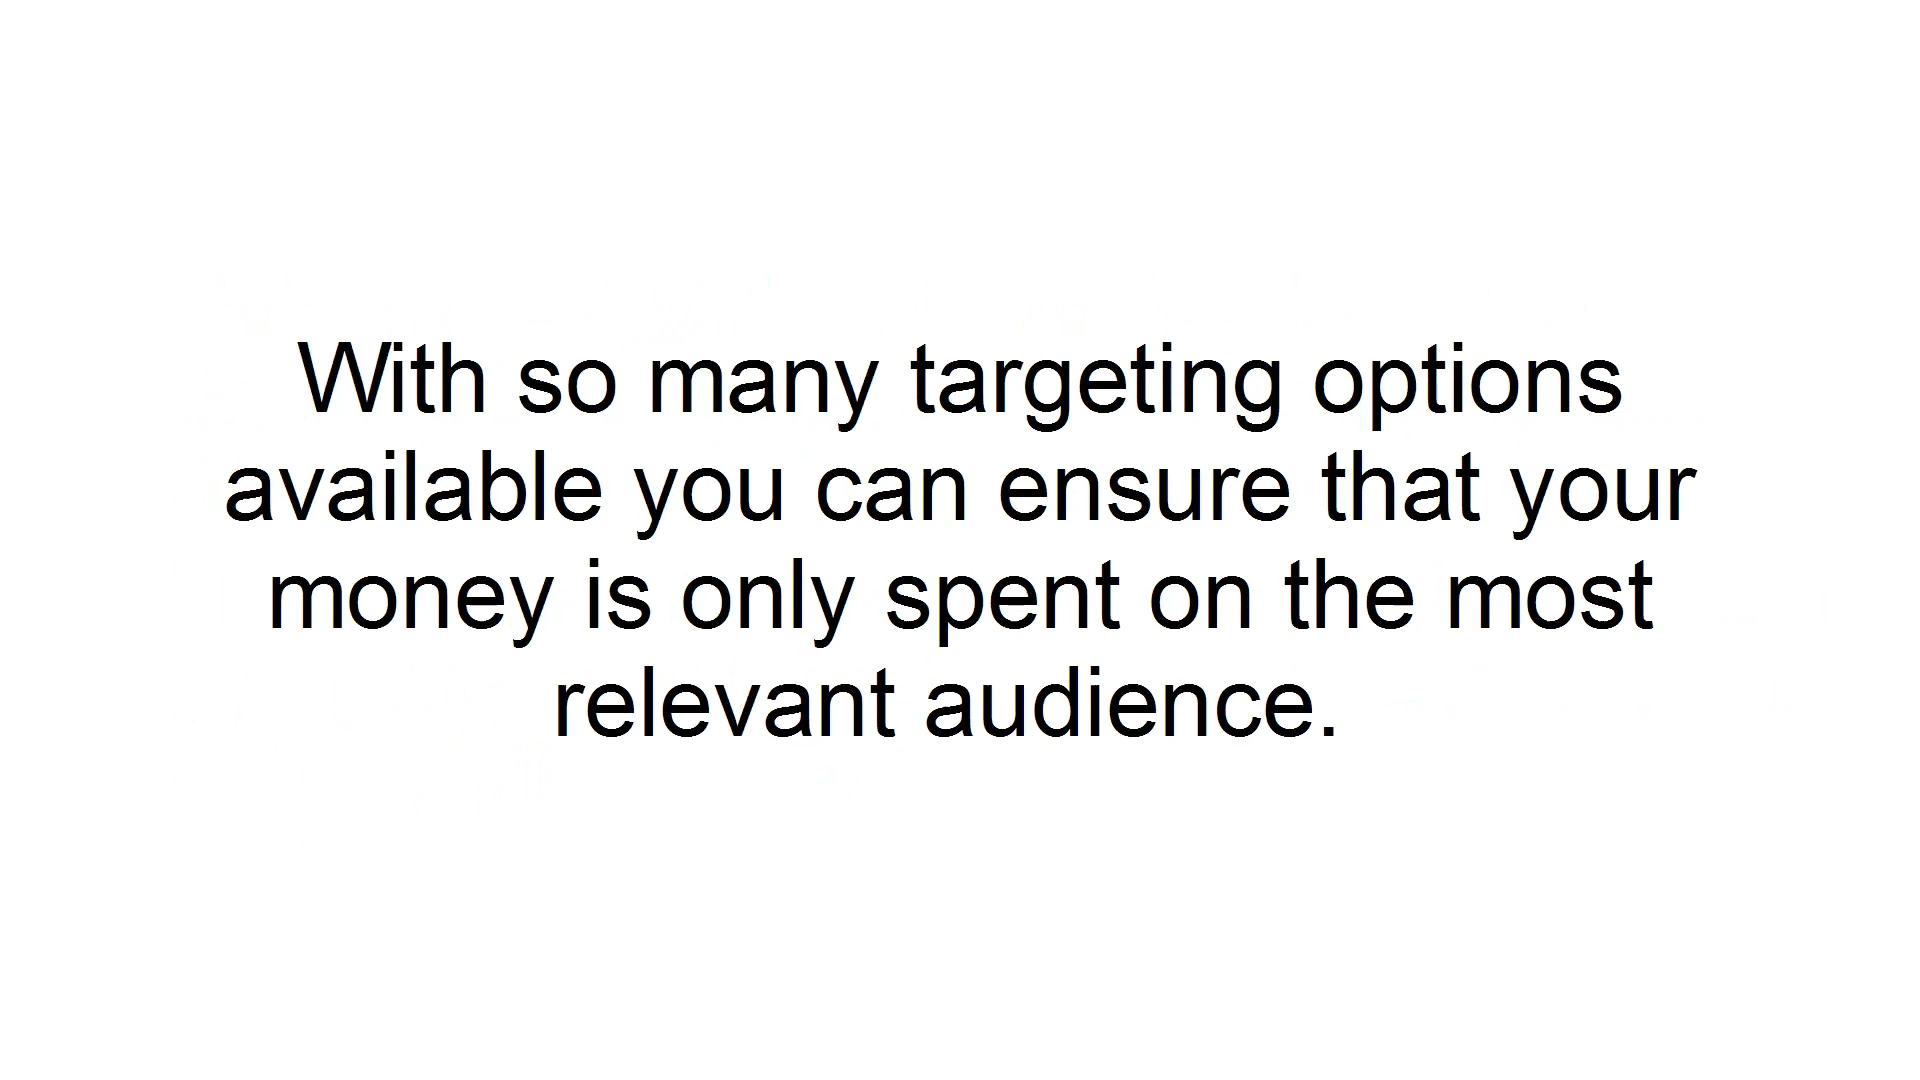 With so many targeting options
available you can ensure that your
money is only spent on the most
relevant audience.